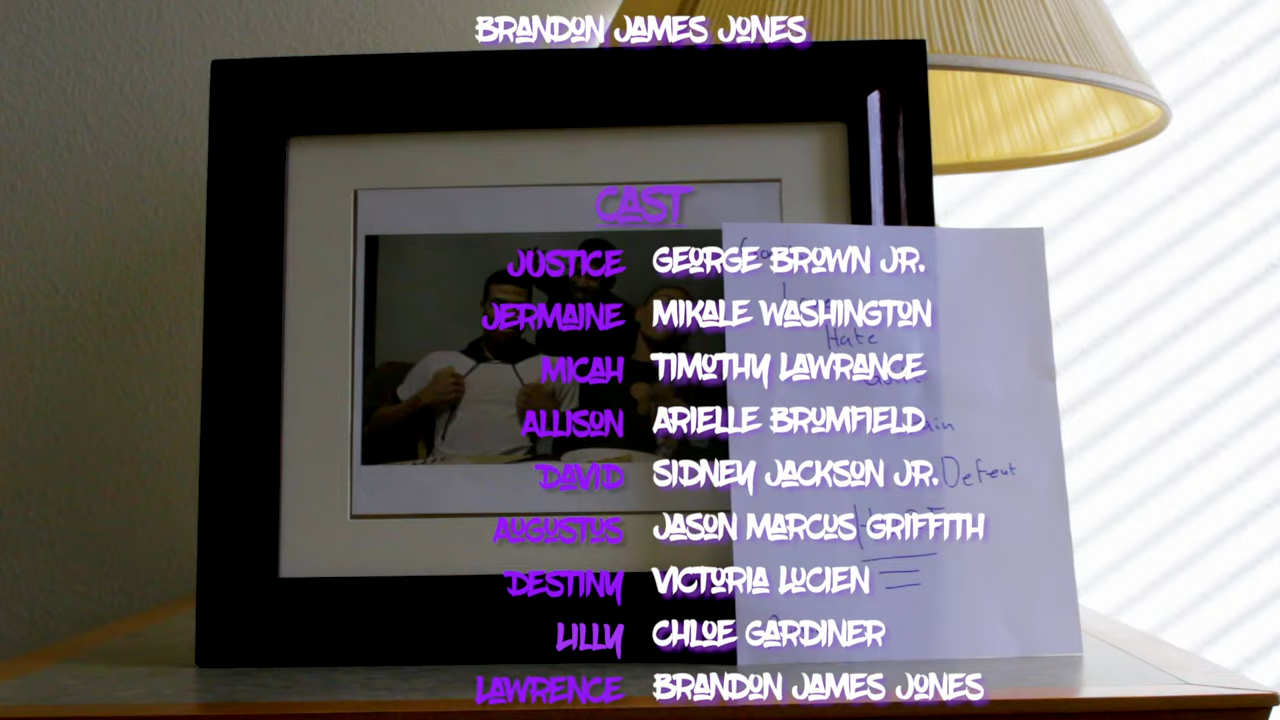 BRANDON JAMES JONES
CAST
JUSTICE GEORGE BROWN JR.
JERMAINE MIKALE WASHINGTON
Hate
MICAH TIMOTHY LAWRANCE
ALLISON ARIELLE BRUMFIELD
DAVID SIDNEY JACKSON JR.
Defeat
AUGUSTUS JASON MARCUS GRIFFITH
DESTINY VICTORIA LUCIEN
LILLY CHLOE GARDINER
LAWRENCE BRANDON JAMES JONES